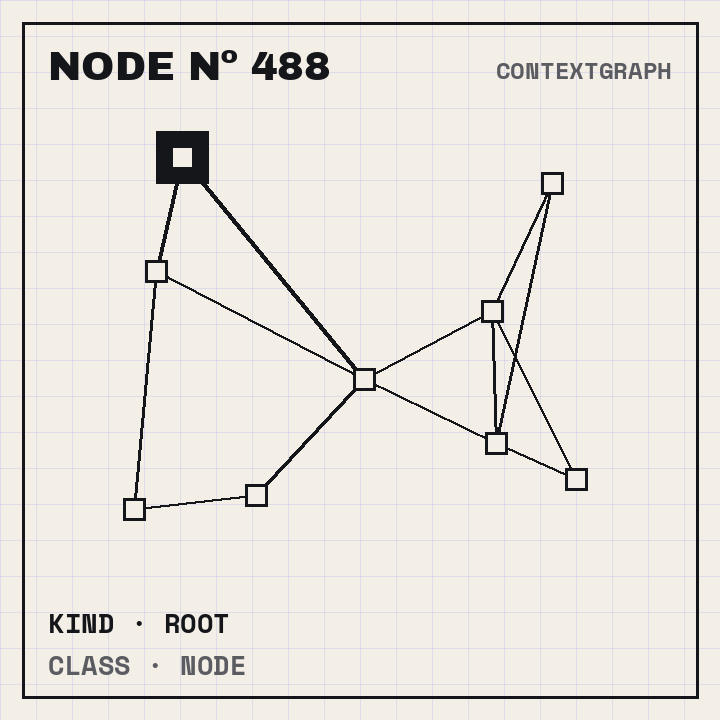 NODE Nº 488
CONTEXTGRAPH
KIND · ROOT
CLASS · NODE